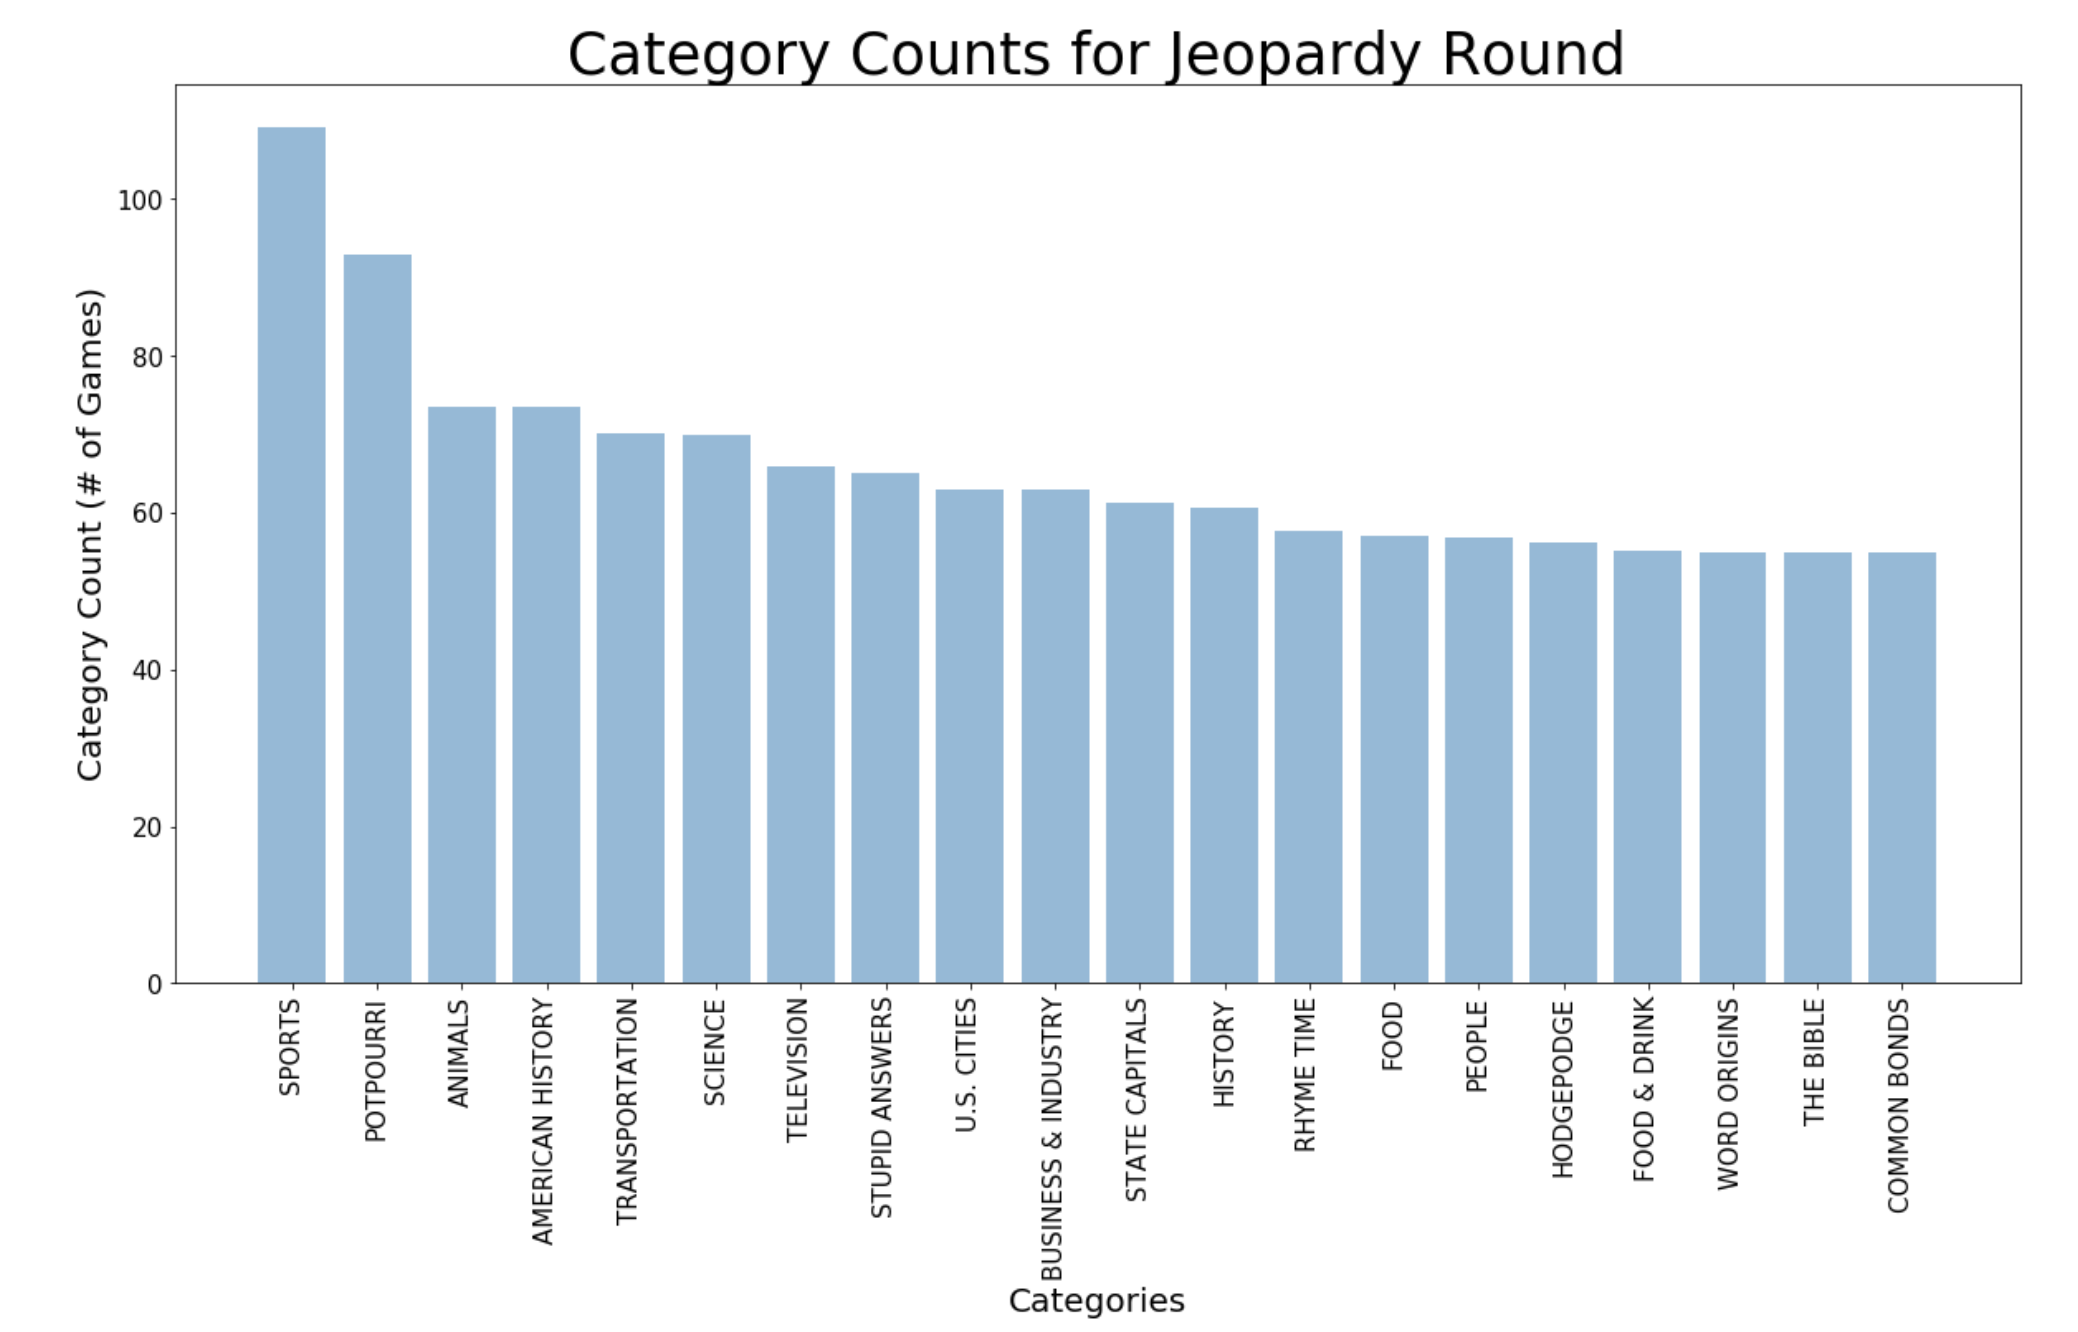 Category Counts for Jeopardy Round
Category Count (# of Games)
100
80
60
40
20
0
SPORTS
POTPOURRI
ANIMALS
AMERICAN HISTORY
TRANSPORTATION
SCIENCE
TELEVISION
STUPID ANSWERS
U.S. CITIES
BUSINESS & INDUSTRY
STATE CAPITALS
HISTORY
RHYME TIME
FOOD
PEOPLE
HODGEPODGE
FOOD & DRINK
WORD ORIGINS
THE BIBLE
COMMON BONDS
Categories